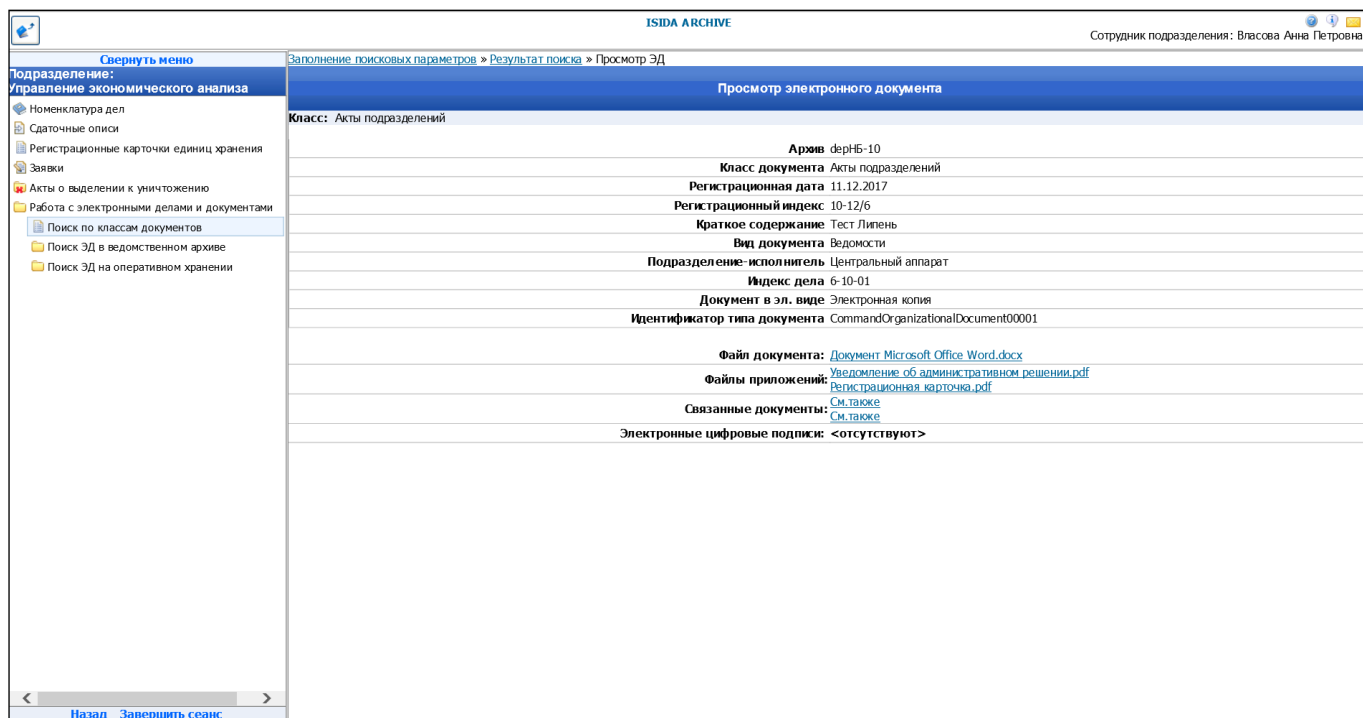 ISIDA ARCHIVE
Сотрудник подразделения: Власова Анна Петровна
Свернуть меню
Подразделение:
Управление экономического анализа
Номенклатура дел
Сдаточные описи
Регистрационные карточки единиц хранения
Заявки
Акты о выделении к уничтожению
Работа с электронными делами и документами
Поиск по классам документов
Поиск ЭД в ведомственном архиве
Поиск ЭД на оперативном хранении
Назад Завершить сеанс
Заполнение поисковых параметров » Результат поиска » Просмотр ЭД
Просмотр электронного документа
Класс: Акты подразделений
Архив depНБ-10
Класс документа Акты подразделений
Регистрационная дата 11.12.2017
Регистрационный индекс 10-12/6
Краткое содержание Тест Липень
Вид документа Ведомости
Подразделение-исполнитель Центральный аппарат
Индекс дела 6-10-01
Документ в эл. виде Электронная копия
Идентификатор типа документа CommandOrganizationalDocument00001
Файл документа: Документ Microsoft Office Word.docx
Файлы приложений: Уведомление об административном решении.pdf
Регистрационная карточка.pdf
Связанные документы: См.также
См.также
Электронные цифровые подписи: <отсутствуют>